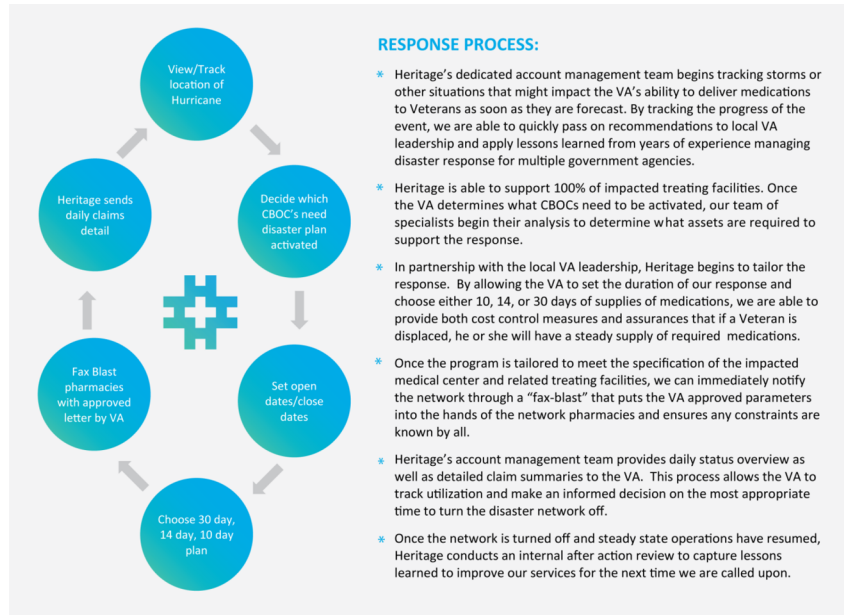 View/Track
location of
Hurricane
Decide which
CBOC's need
disaster plan
activated
Set open
dates/close
dates
Choose 30 day,
14 day, 10 day
plan
Fax Blast
pharmacies
with approved
letter by VA
Heritage sends
daily claims
detail
RESPONSE PROCESS:
* Heritage's dedicated account management team begins tracking storms or
other situations that might impact the VA's ability to deliver medications
to Veterans as soon as they are forecast. By tracking the progress of the
event, we are able to quickly pass on recommendations to local VA
leadership and apply lessons learned from years of experience managing
disaster response for multiple government agencies.
* Heritage is able to support 100% of impacted treating facilities. Once
the VA determines what CBOCs need to be activated, our team of
specialists begin their analysis to determine what assets are required to
support the response.
* In partnership with the local VA leadership, Heritage begins to tailor the
response. By allowing the VA to set the duration of our response and
choose either 10, 14, or 30 days of supplies of medications, we are able to
provide both cost control measures and assurances that if a Veteran is
displaced, he or she will have a steady supply of required medications.
* Once the program is tailored to meet the specification of the impacted
medical center and related treating facilities, we can immediately notify
the network through a "fax-blast" that puts the VA approved parameters
into the hands of the network pharmacies and ensures any constraints are
known by all.
* Heritage's account management team provides daily status overview as
well as detailed claim summaries to the VA. This process allows the VA to
track utilization and make an informed decision on the most appropriate
time to turn the disaster network off.
* Once the network is turned off and steady state operations have resumed,
Heritage conducts an internal after action review to capture lessons
learned to improve our services for the next time we are called upon.